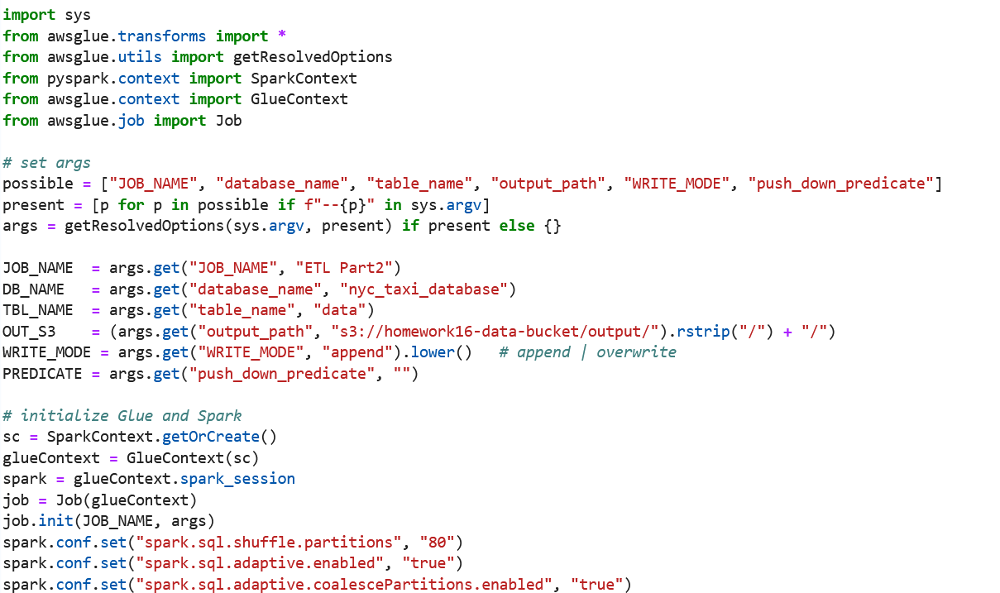 import sys
from awsglue.transforms import *
from awsglue.utils import getResolvedOptions
from pyspark.context import SparkContext
from awsglue.context import GlueContext
from awsglue.job import Job
# set args
possible = ["JOB_NAME", "database_name", "table_name", "output_path", "WRITE_MODE", "push_down_predicate"]
present = [p for p in possible if f"--{p}" in sys.argv]
args = getResolvedOptions(sys.argv, present) if present else {}
JOB_NAME  = args.get("JOB_NAME", "ETL Part2")
DB_NAME   = args.get("database_name", "nyc_taxi_database")
TBL_NAME  = args.get("table_name", "data")
OUT_S3    = (args.get("output_path", "s3://homework16-data-bucket/output/").rstrip("/") + "/")
WRITE_MODE = args.get("WRITE_MODE", "append").lower()   # append | overwrite
PREDICATE = args.get("push_down_predicate", "")
# initialize Glue and Spark
sc = SparkContext.getOrCreate()
glueContext = GlueContext(sc)
spark = glueContext.spark_session
job = Job(glueContext)
job.init(JOB_NAME, args)
spark.conf.set("spark.sql.shuffle.partitions", "80")
spark.conf.set("spark.sql.adaptive.enabled", "true")
spark.conf.set("spark.sql.adaptive.coalescePartitions.enabled", "true")